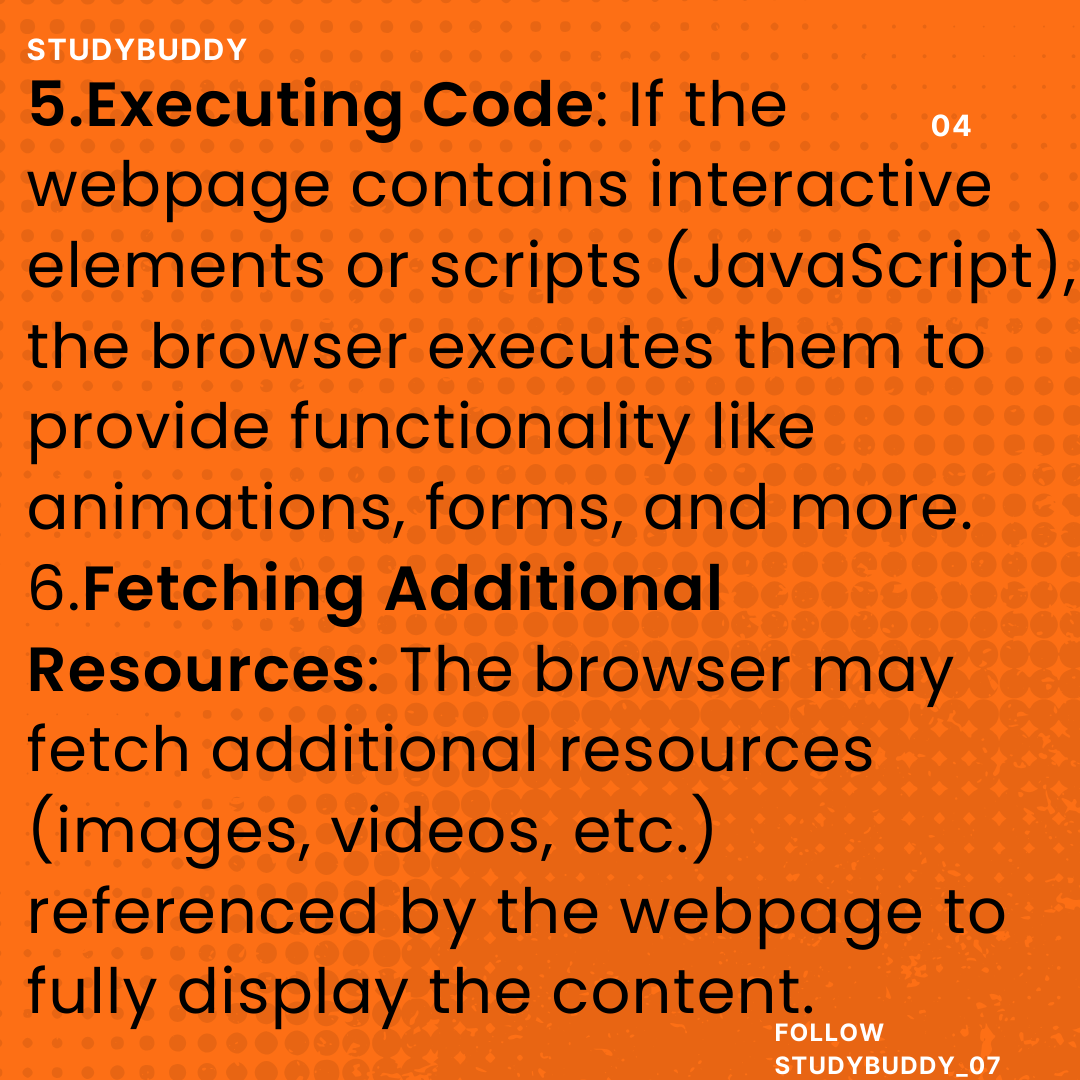 STUDYBUDDY
5.Executing Code: If the
04
webpage contains interactive
elements or scripts (JavaScript),
the browser executes them to
provide functionality like
animations, forms, and more.
6.Fetching Additional
Resources: The browser may
fetch additional resources
(images, videos, etc.)
referenced by the webpage to
fully display the content.
FOLLOW
STUDYBUDDY_07